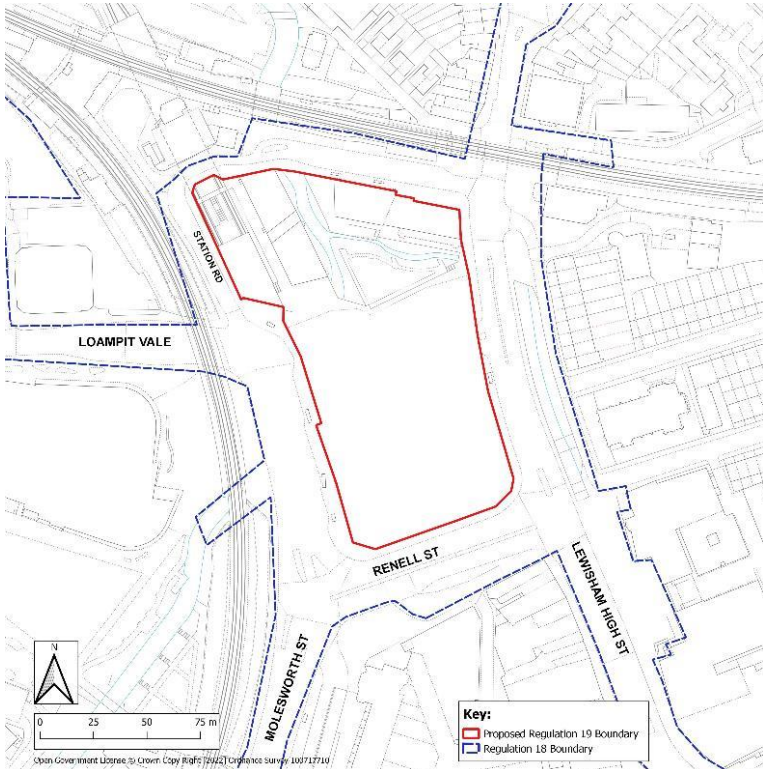 STATION RD
LOAMPIT VALE
RENELL ST
LEWISHAM HIGH ST
MOLESWORTH ST
N
0 25 50 75 m
Key:
Proposed Regulation 19 Boundary
Regulation 18 Boundary
Open Government License © Crown Copy Right [2022] Ordnance Survey 100717710